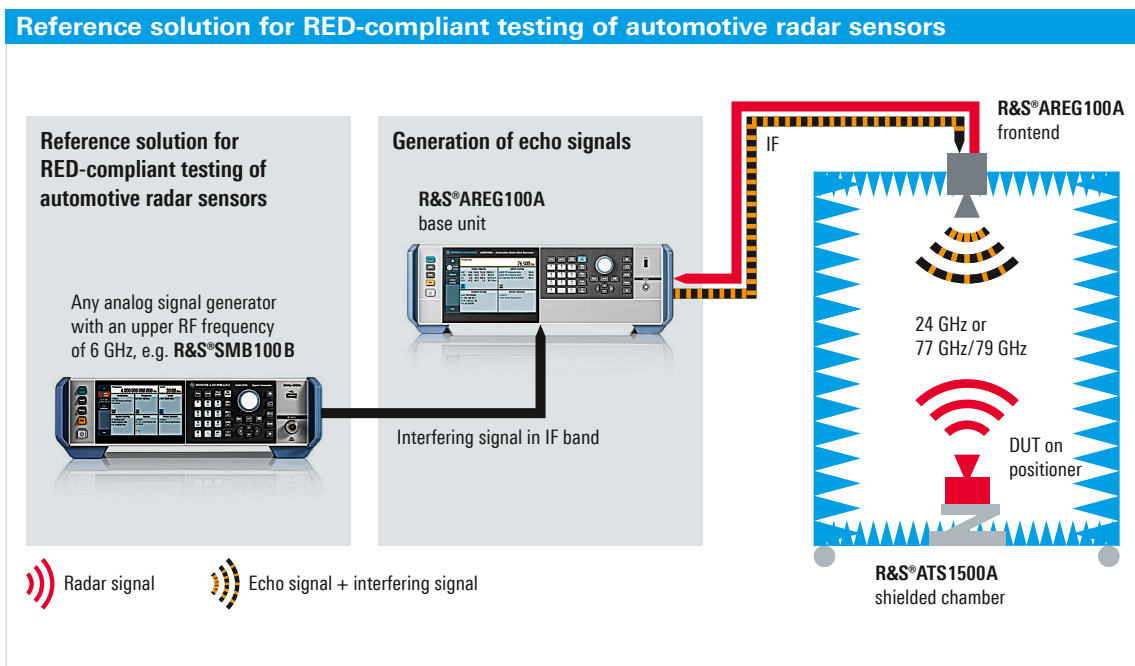 Reference solution for RED-compliant testing of automotive radar sensors
Reference solution for
RED-compliant testing of
automotive radar sensors
Any analog signal generator
with an upper RF frequency
of 6 GHz, e.g. R&S®SMB100B
Generation of echo signals
R&S®AREG100A
base unit
76.500
Interfering signal in IF band
IF
R&S®AREG100A
frontend
24 GHz or
77 GHz/79 GHz
DUT on
positioner
R&S®ATS1500A
shielded chamber
Radar signal
Echo signal + interfering signal